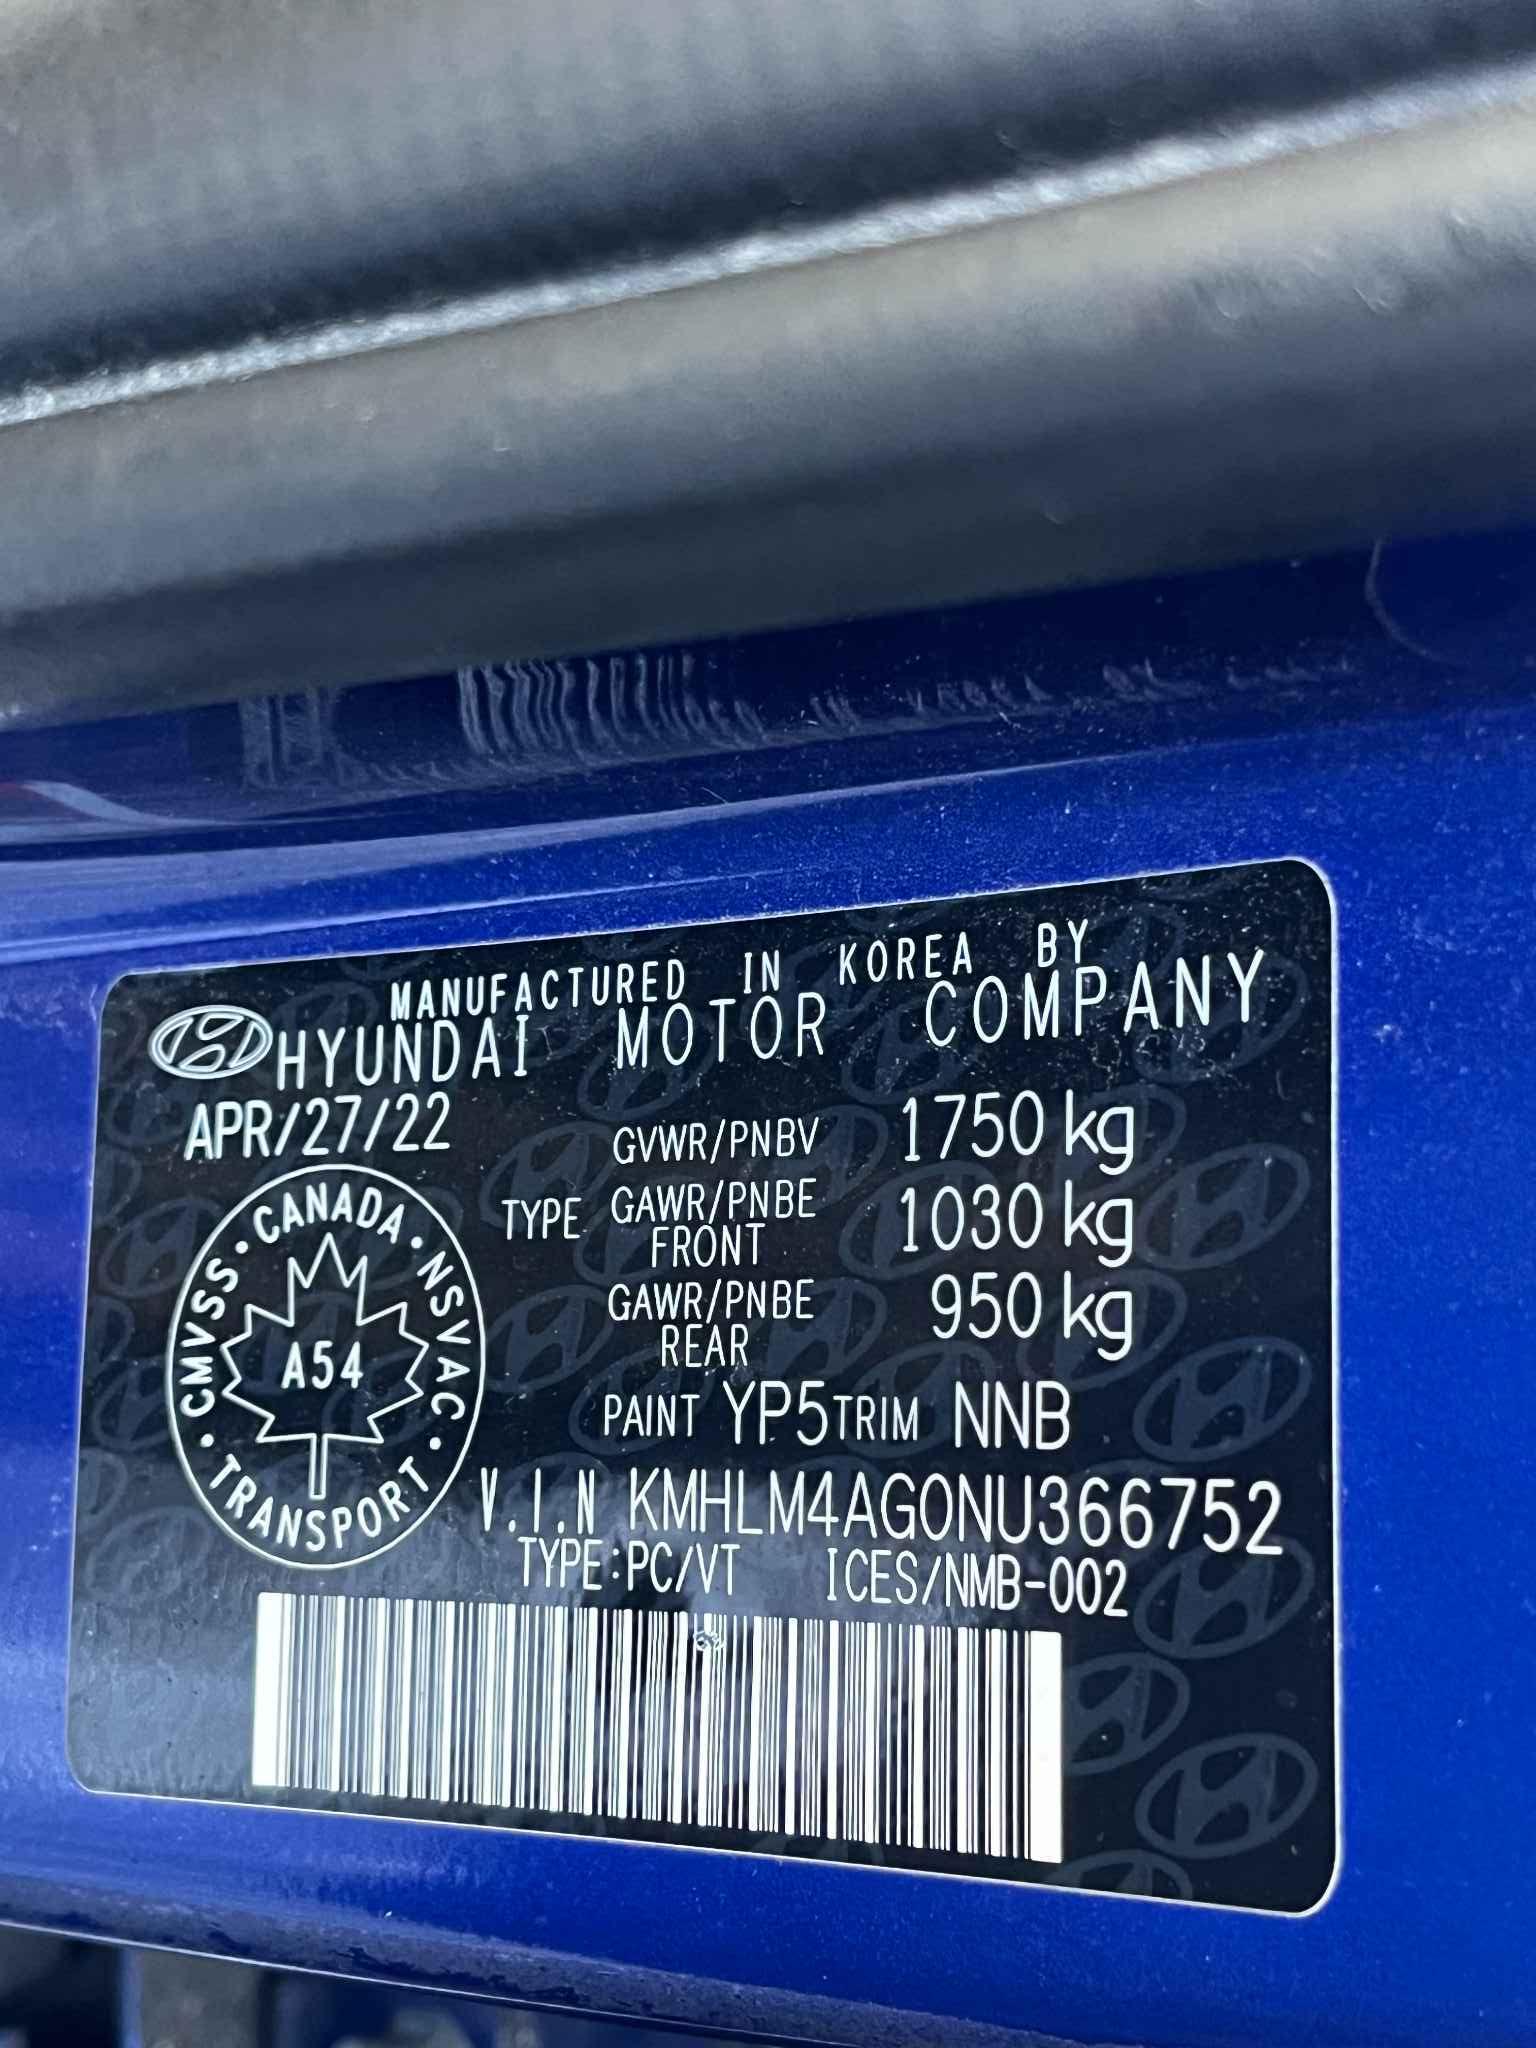 MANUFACTURED IN KOREA BY
HYUNDAI MOTOR COMPANY
APR/27/22
GVWR/PNBV 1750 kg
TYPE GAWR/PNBE FRONT 1030 kg
GAWR/PNBE REAR 950 kg
CMVSS · CANADA · NSVAC · TRANSPORT ·
A54
PAINT YP5 TRIM NNB
V.I.N KMHLM4AG0NU366752
TYPE:PC/VT ICES/NMB-002